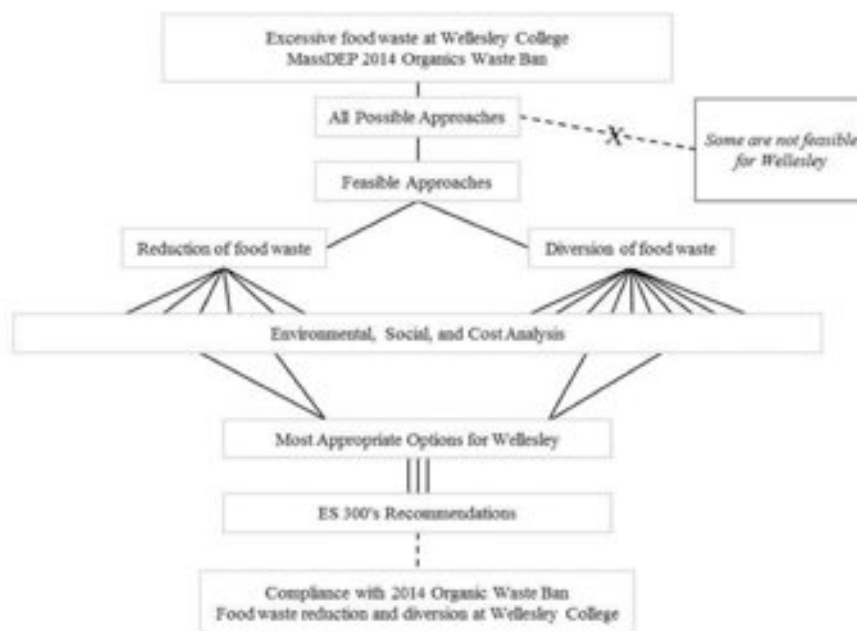 Excessive food waste at Wellesley College
MassDEP 2014 Organics Waste Ban
All Possible Approaches
X
Some are not feasible
for Wellesley
Feasible Approaches
Reduction of food waste
Diversion of food waste
Environmental, Social, and Cost Analysis
Most Appropriate Options for Wellesley
ES 300's Recommendations
Compliance with 2014 Organic Waste Ban
Food waste reduction and diversion at Wellesley College